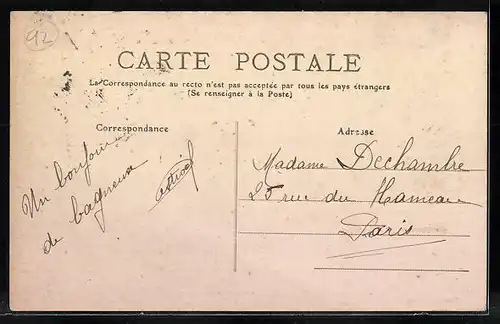 92
CARTE POSTALE
La Correspondance au recto n'est pas acceptée par tous les pays étrangers
(Se renseigner à la Poste)
Correspondance
Un bonjour
de bagneux
Adresse
Madame Dechambre
25 rue du Hameau
Paris